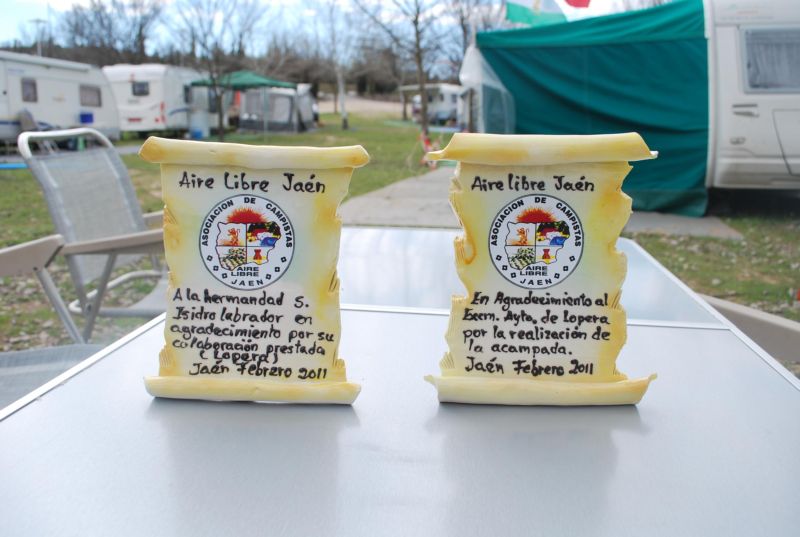 Aire Libre Jaén
ASOCIACION DE CAMPISTAS
AIRE
LIBRE
JAEN
A la hermandad S.
Isidro labrador en
agradecimiento por su
colaboración prestada
(Lopera)
Jaén Febrero 2011
Aire libre Jaén
ASOCIACION DE CAMPISTAS
AIRE
LIBRE
JAEN
En Agradecimiento al
Excm. Ayto. de Lopera
por la realización de
la acampada.
Jaén Febrero 2011